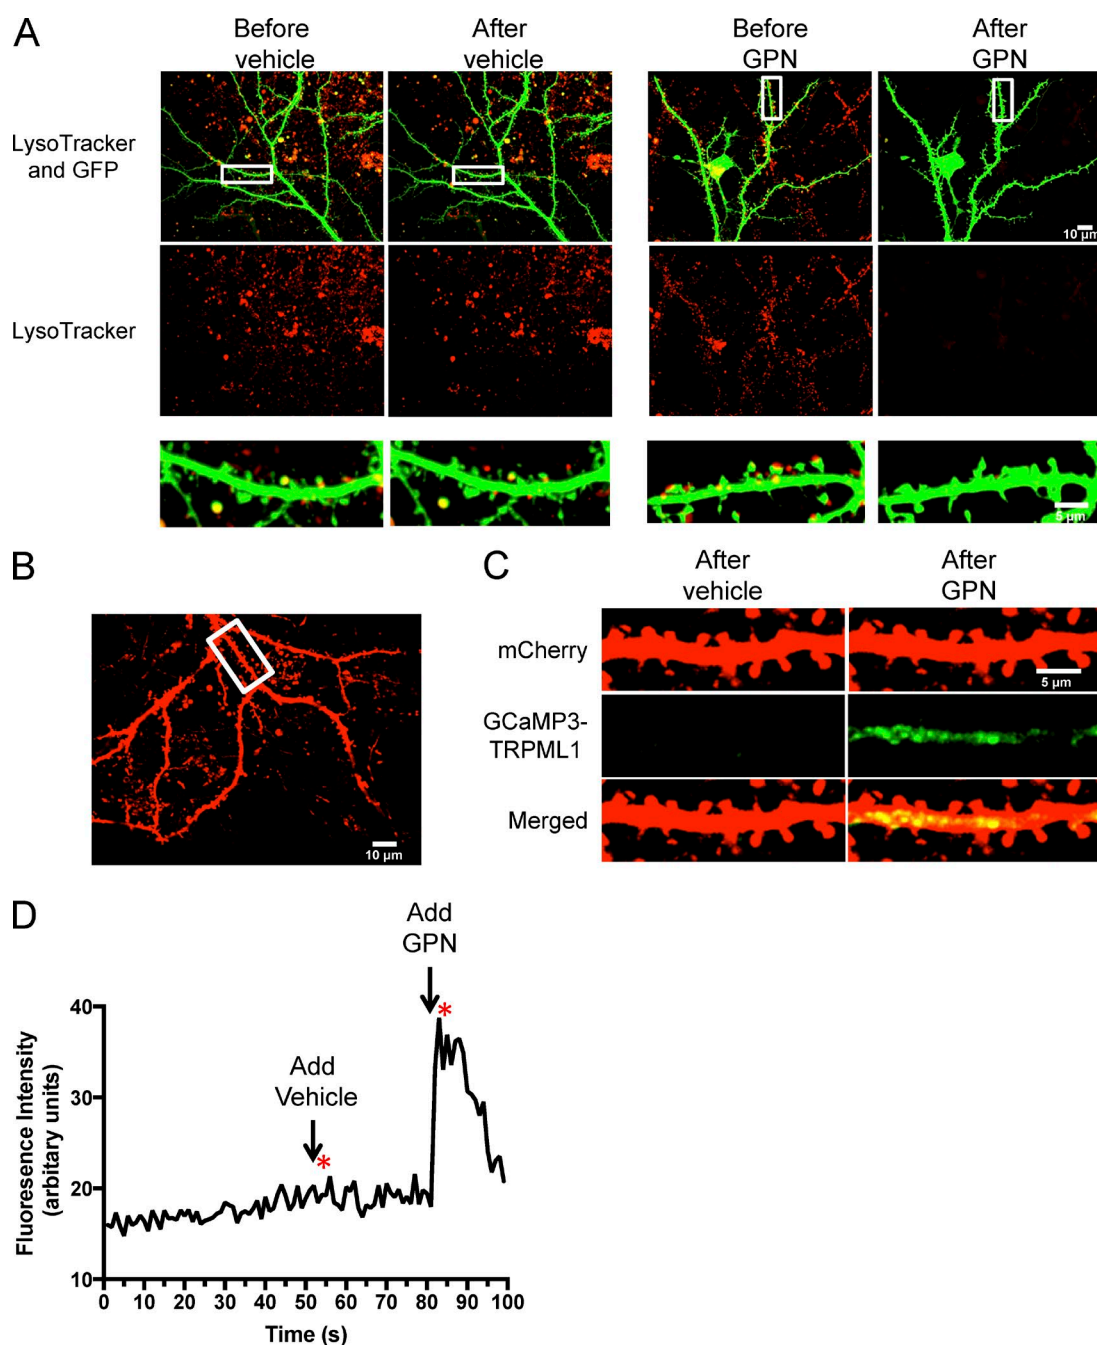 A
Before
vehicle
After
vehicle
Before
GPN
After
GPN
LysoTracker
and GFP
10 µm
LysoTracker
5 µm
B
10 µm
C
After
vehicle
After
GPN
mCherry
5 µm
GCaMP3-
TRPML1
Merged
D
Add
GPN
*
Add
Vehicle
*
Fluoresence Intensity
(arbitary units)
40
30
20
10
0 10 20 30 40 50 60 70 80 90 100
Time (s)